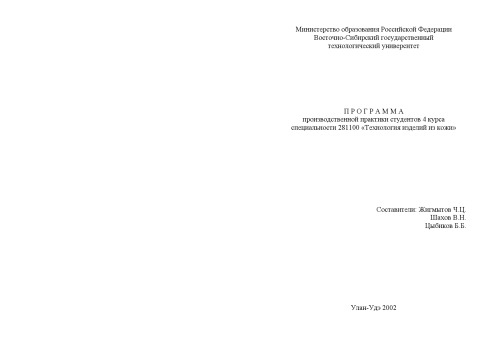 Министерство образования Российской Федерации
Восточно-Сибирский государственный
технологический университет
П Р О Г Р А М М А
производственной практики студентов 4 курса
специальности 281100 «Технология изделий из кожи»
Составители: Жигмытов Ч.Ц.
Шахов В.Н.
Цыбиков Б.Б.
Улан-Удэ 2002